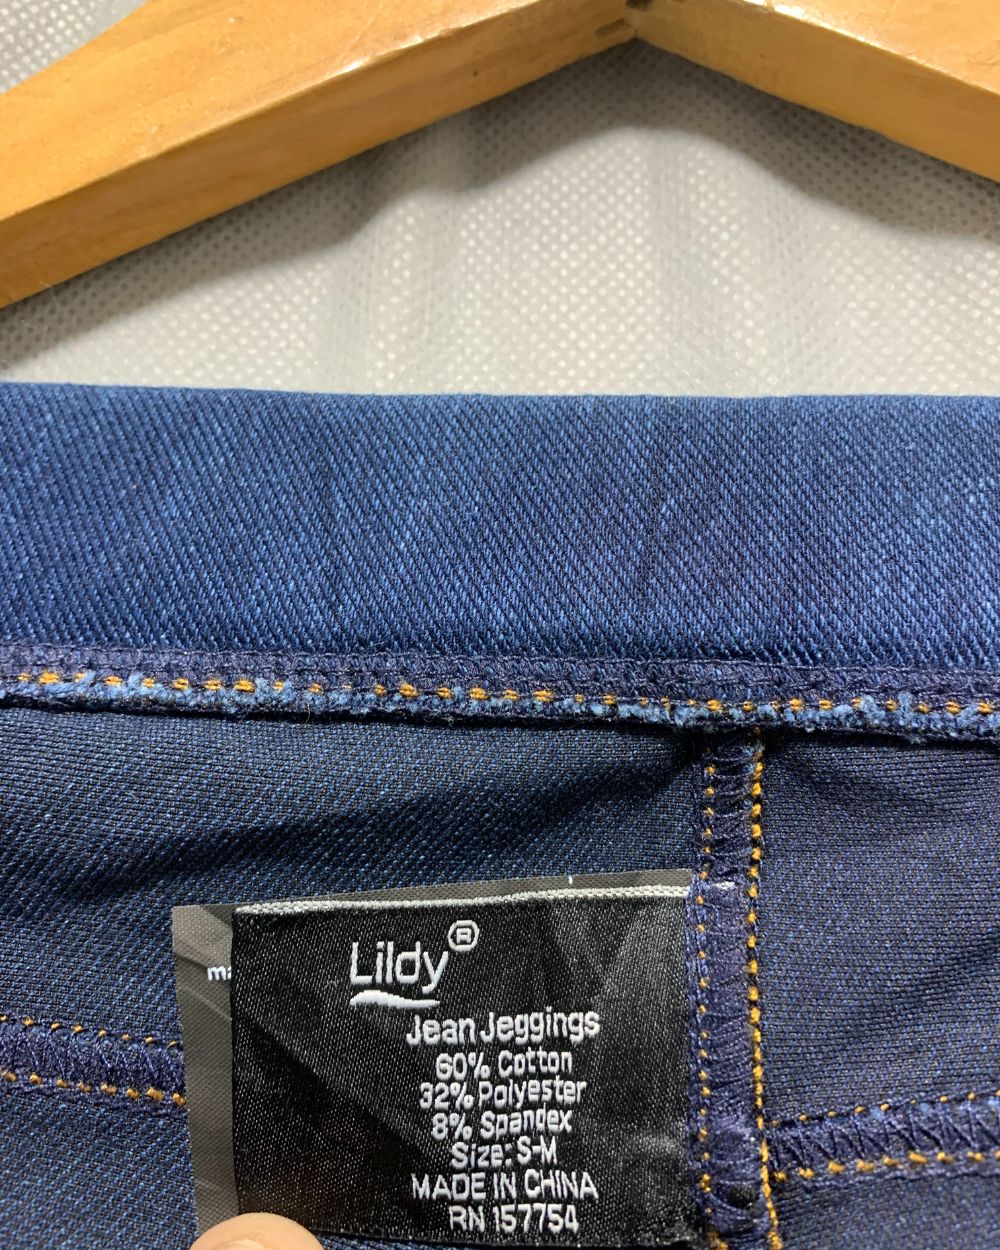 Lildy®
Jean Jeggings
60% Cotton
32% Polyester
8% Spandex
Size: S-M
MADE IN CHINA
RN 157754